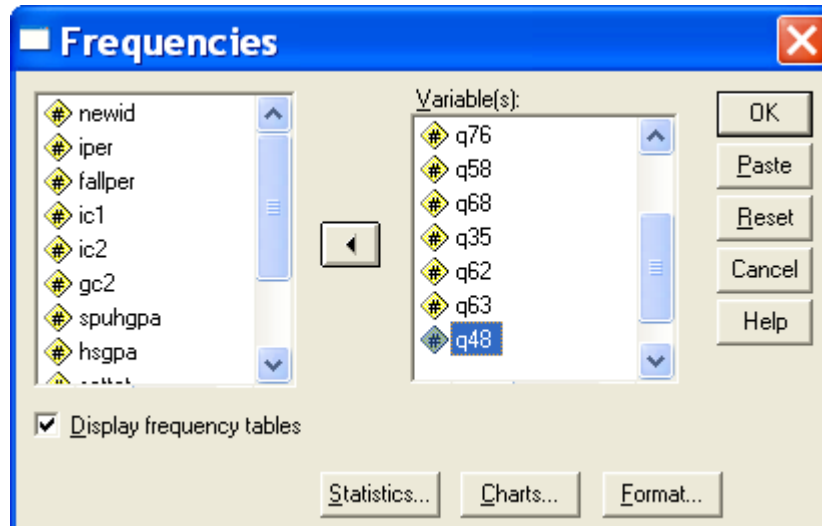 Frequencies
newid
iper
fallper
ic1
ic2
gc2
spuhgpa
hsgpa
Variable(s):
q76
q58
q68
q35
q62
q63
q48
OK
Paste
Reset
Cancel
Help
Display frequency tables
Statistics...
Charts...
Format...